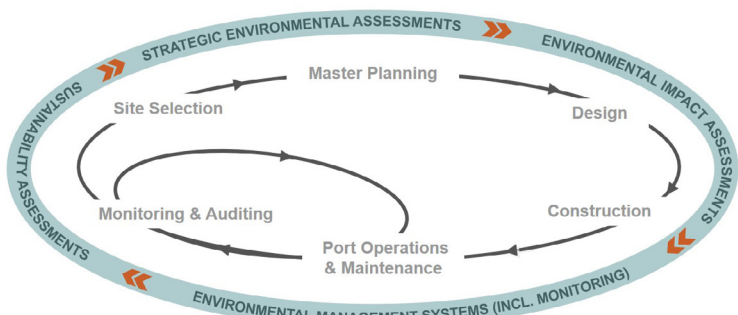 STRATEGIC ENVIRONMENTAL ASSESSMENTS
ENVIRONMENTAL IMPACT ASSESSMENTS
SUSTAINABILITY ASSESSMENTS
Master Planning
Site Selection
Design
Monitoring & Auditing
Construction
Port Operations
& Maintenance
ENVIRONMENTAL MANAGEMENT SYSTEMS (INCL. MONITORING)